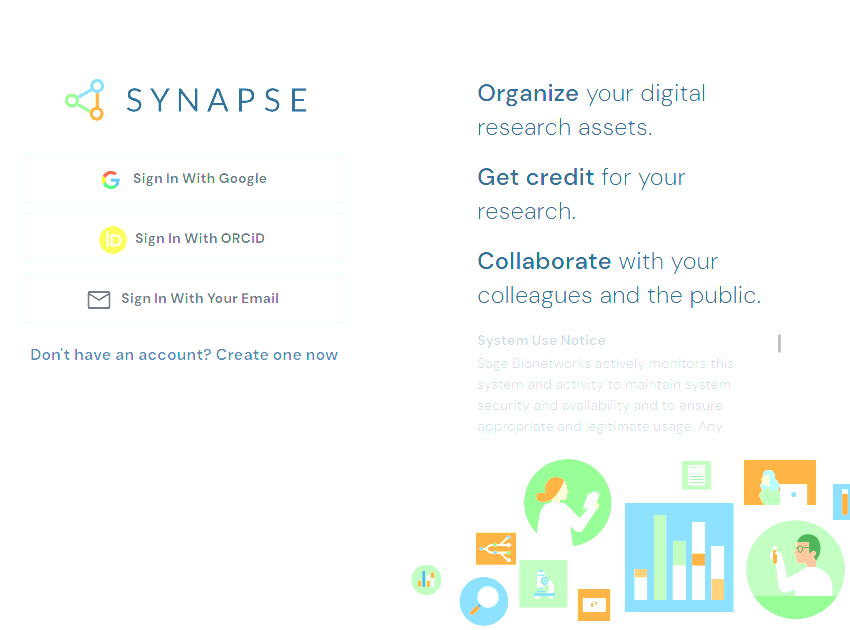 SYNAPSE
Sign In With Google
iD Sign In With ORCiD
Sign In With Your Email
Don't have an account? Create one now
Organize your digital
research assets.
Get credit for your
research.
Collaborate with your
colleagues and the public.
System Use Notice
Sage Bionetworks actively monitors this
system and activity to maintain system
security and availability and to ensure
appropriate and legitimate usage. Any